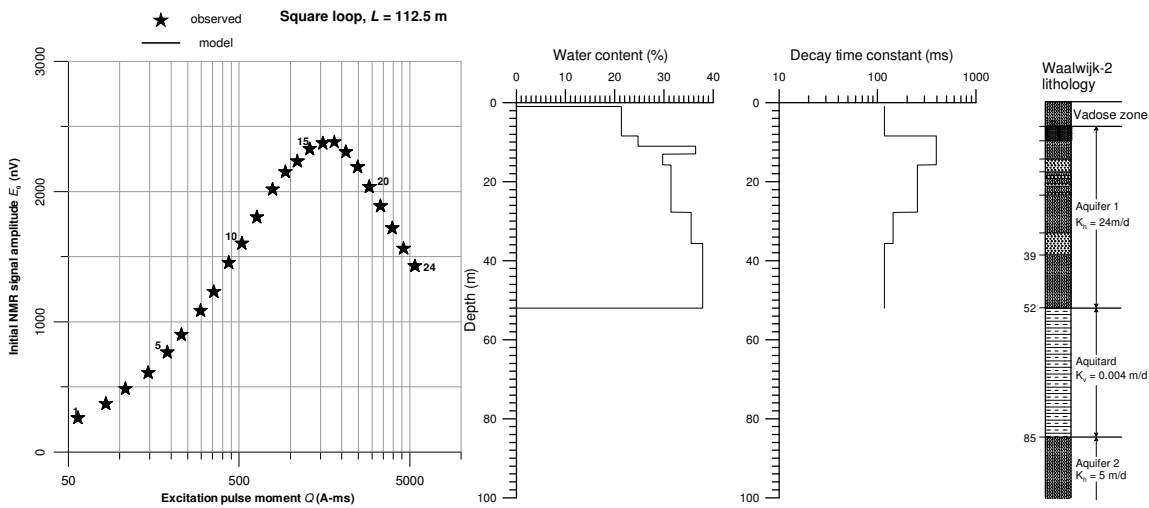 observed
Square loop, L = 112.5 m
model
Initial NMR signal amplitude E₀ (nV)
3000
2000
1000
0
1
5
10
15
20
24
50
500
5000
Excitation pulse moment Q (A-ms)
Water content (%)
0
10
20
30
40
Depth (m)
0
20
40
60
80
100
Decay time constant (ms)
10
100
1000
0
20
40
60
80
100
Waalwijk-2
lithology
Vadose zone
Aquifer 1
Kh = 24m/d
39
52
Aquitard
Kv = 0.004 m/d
85
Aquifer 2
Kh = 5 m/d